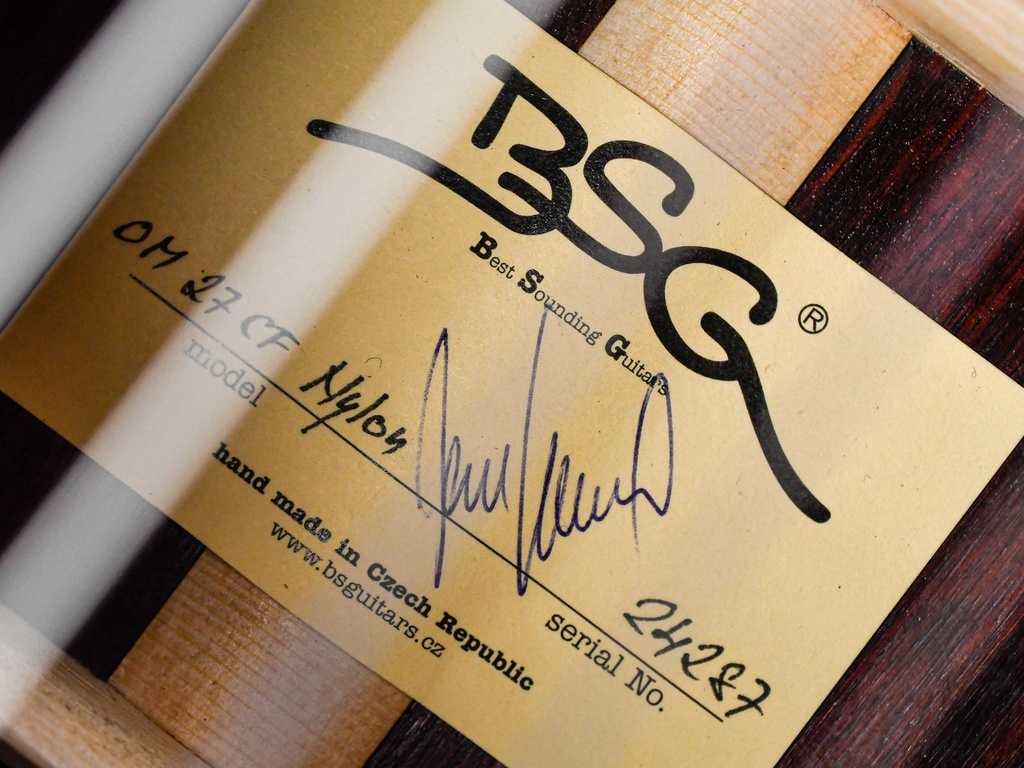 BSG®
Best Sounding Guitars
OM 27 CF Nylon
model
24287
serial No.
hand made in Czech Republic
www.bsguitars.cz